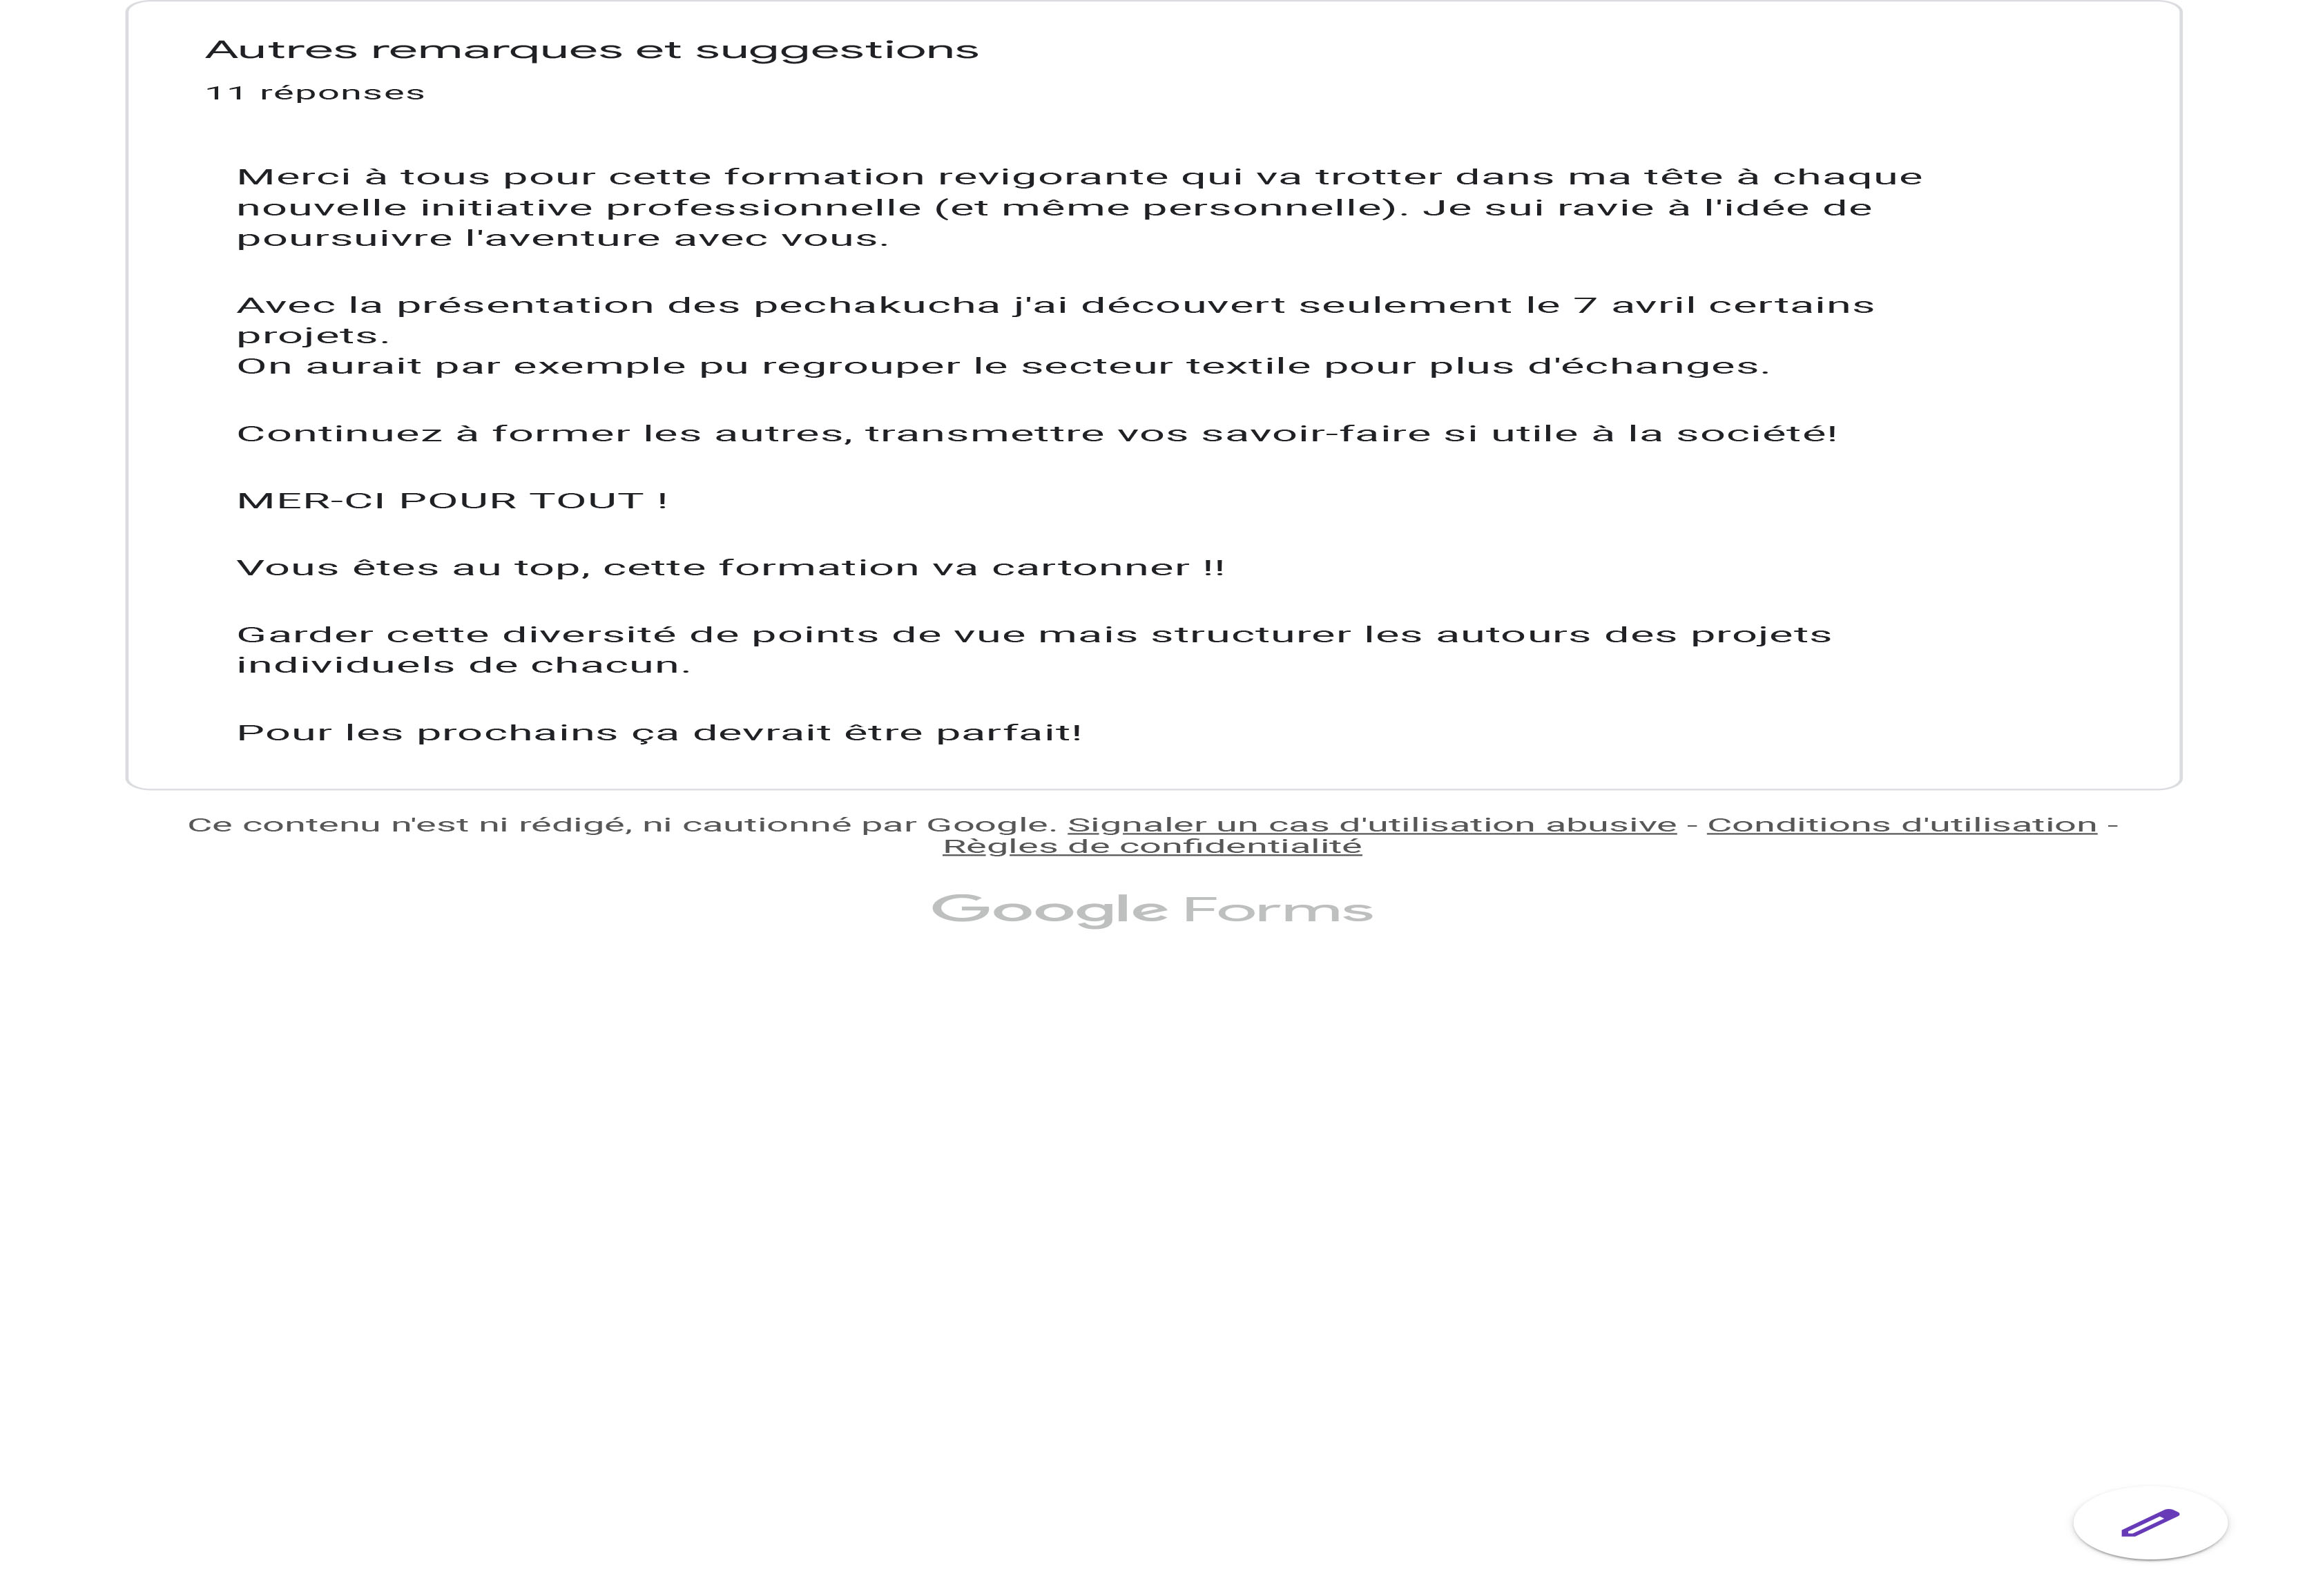 Autres remarques et suggestions
11 réponses
Merci à tous pour cette formation revigorante qui va trotter dans ma tête à chaque
nouvelle initiative professionnelle (et même personnelle). Je sui ravie à l'idée de
poursuivre l'aventure avec vous.
Avec la présentation des pechakucha j'ai découvert seulement le 7 avril certains
projets.
On aurait par exemple pu regrouper le secteur textile pour plus d'échanges.
Continuez à former les autres, transmettre vos savoir-faire si utile à la société!
MER-CI POUR TOUT !
Vous êtes au top, cette formation va cartonner !!
Garder cette diversité de points de vue mais structurer les autours des projets
individuels de chacun.
Pour les prochains ça devrait être parfait!
Ce contenu n'est ni rédigé, ni cautionné par Google. Signaler un cas d'utilisation abusive - Conditions d'utilisation -
Règles de confidentialité
Google Forms